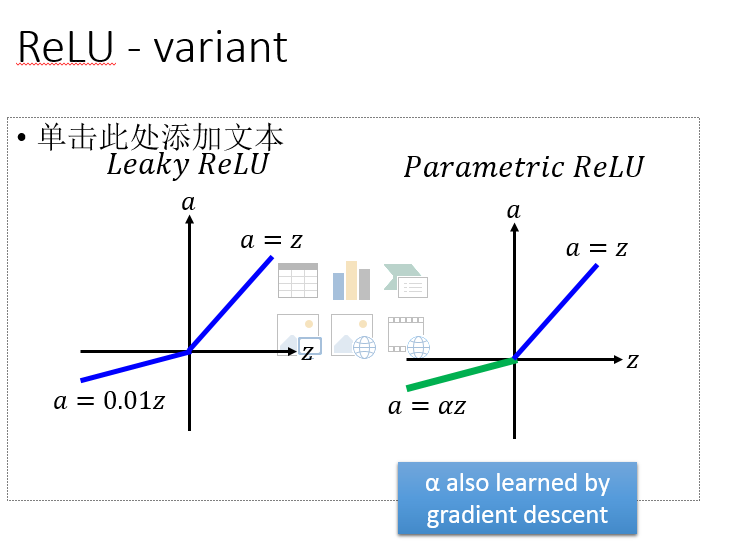 ReLU - variant
• 单击此处添加文本
Leaky ReLU
Parametric ReLU
a
a
a = z
a = z
z
z
a = 0.01z
a = αz
α also learned by
gradient descent